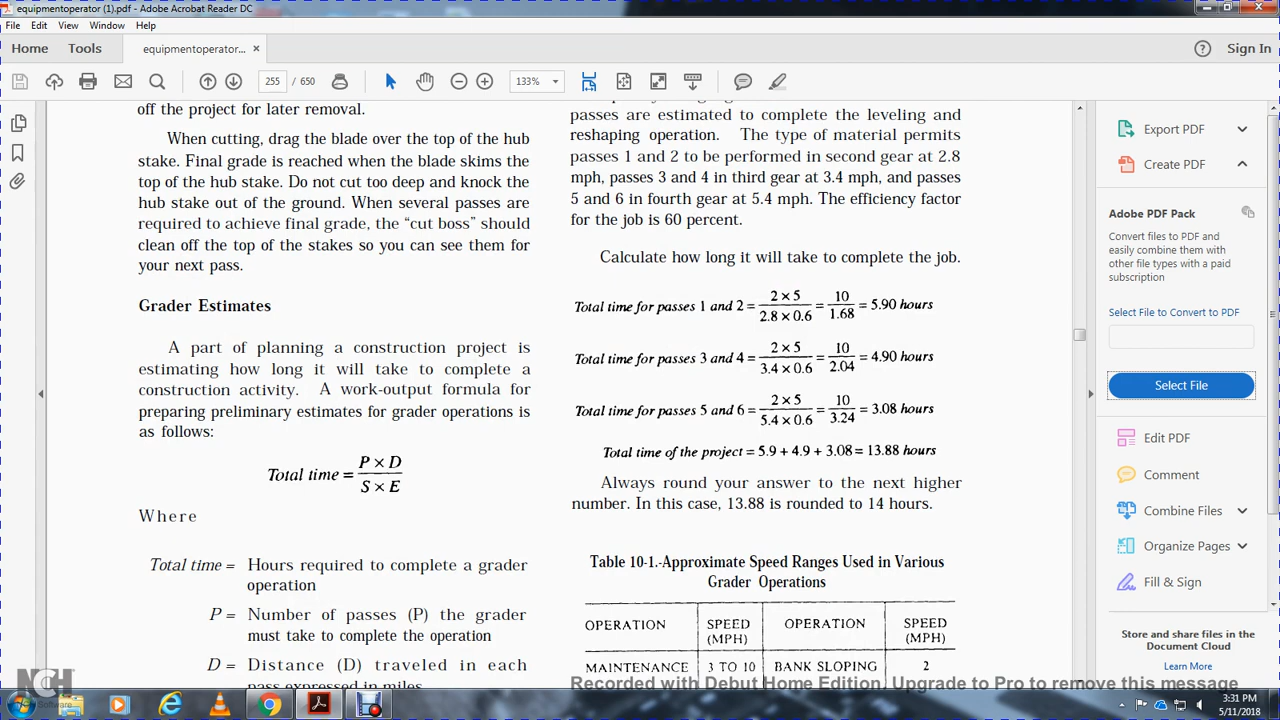 equipmentoperator (1).pdf - Adobe Acrobat Reader DC
File Edit View Window Help
Home Tools equipmentoperator... × Sign In
255 / 650 133%
off the project for later removal.
When cutting, drag the blade over the top of the hub
stake. Final grade is reached when the blade skims the
top of the hub stake. Do not cut too deep and knock the
hub stake out of the ground. When several passes are
required to achieve final grade, the “cut boss” should
clean off the top of the stakes so you can see them for
your next pass.
Grader Estimates
A part of planning a construction project is
estimating how long it will take to complete a
construction activity. A work-output formula for
preparing preliminary estimates for grader operations is
as follows:
Total time = P × D / S × E
Where
Total time = Hours required to complete a grader
operation
P = Number of passes (P) the grader
must take to complete the operation
D = Distance (D) traveled in each
pass expressed in miles
passes are estimated to complete the leveling and
reshaping operation. The type of material permits
passes 1 and 2 to be performed in second gear at 2.8
mph, passes 3 and 4 in third gear at 3.4 mph, and passes
5 and 6 in fourth gear at 5.4 mph. The efficiency factor
for the job is 60 percent.
Calculate how long it will take to complete the job.
Total time for passes 1 and 2 = 2 × 5 / 2.8 × 0.6 = 10 / 1.68 = 5.90 hours
Total time for passes 3 and 4 = 2 × 5 / 3.4 × 0.6 = 10 / 2.04 = 4.90 hours
Total time for passes 5 and 6 = 2 × 5 / 5.4 × 0.6 = 10 / 3.24 = 3.08 hours
Total time of the project = 5.9 + 4.9 + 3.08 = 13.88 hours
Always round your answer to the next higher
number. In this case, 13.88 is rounded to 14 hours.
Table 10-1.-Approximate Speed Ranges Used in Various
Grader Operations
OPERATION SPEED (MPH) OPERATION SPEED (MPH)
MAINTENANCE 3 TO 10 BANK SLOPING 2
Export PDF
Create PDF
Adobe PDF Pack
Convert files to PDF and
easily combine them with
other file types with a paid
subscription
Select File to Convert to PDF
Select File
Edit PDF
Comment
Combine Files
Organize Pages
Fill & Sign
Store and share files in the
Document Cloud
Learn More
NCH Software
Recorded with Debut Home Edition. Upgrade to Pro to remove this message
3:31 PM
5/11/2018